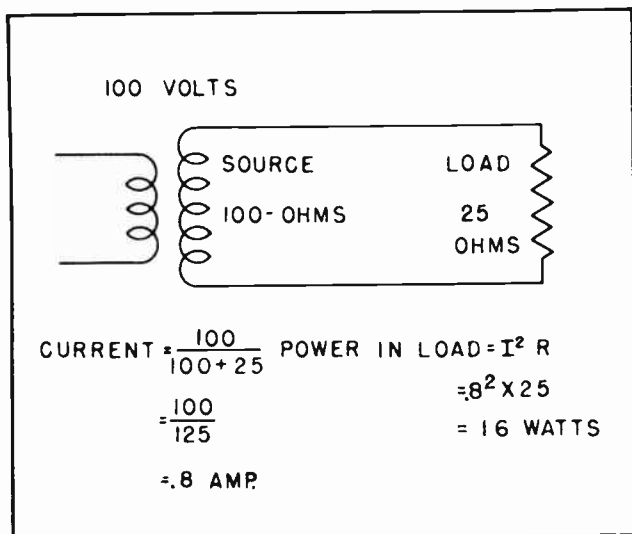 100 VOLTS
SOURCE LOAD
100-OHMS 25
OHMS
CURRENT = 100 / 100+25 POWER IN LOAD = I² R
= 100 / 125
= .8² X 25
= 16 WATTS
= .8 AMP.